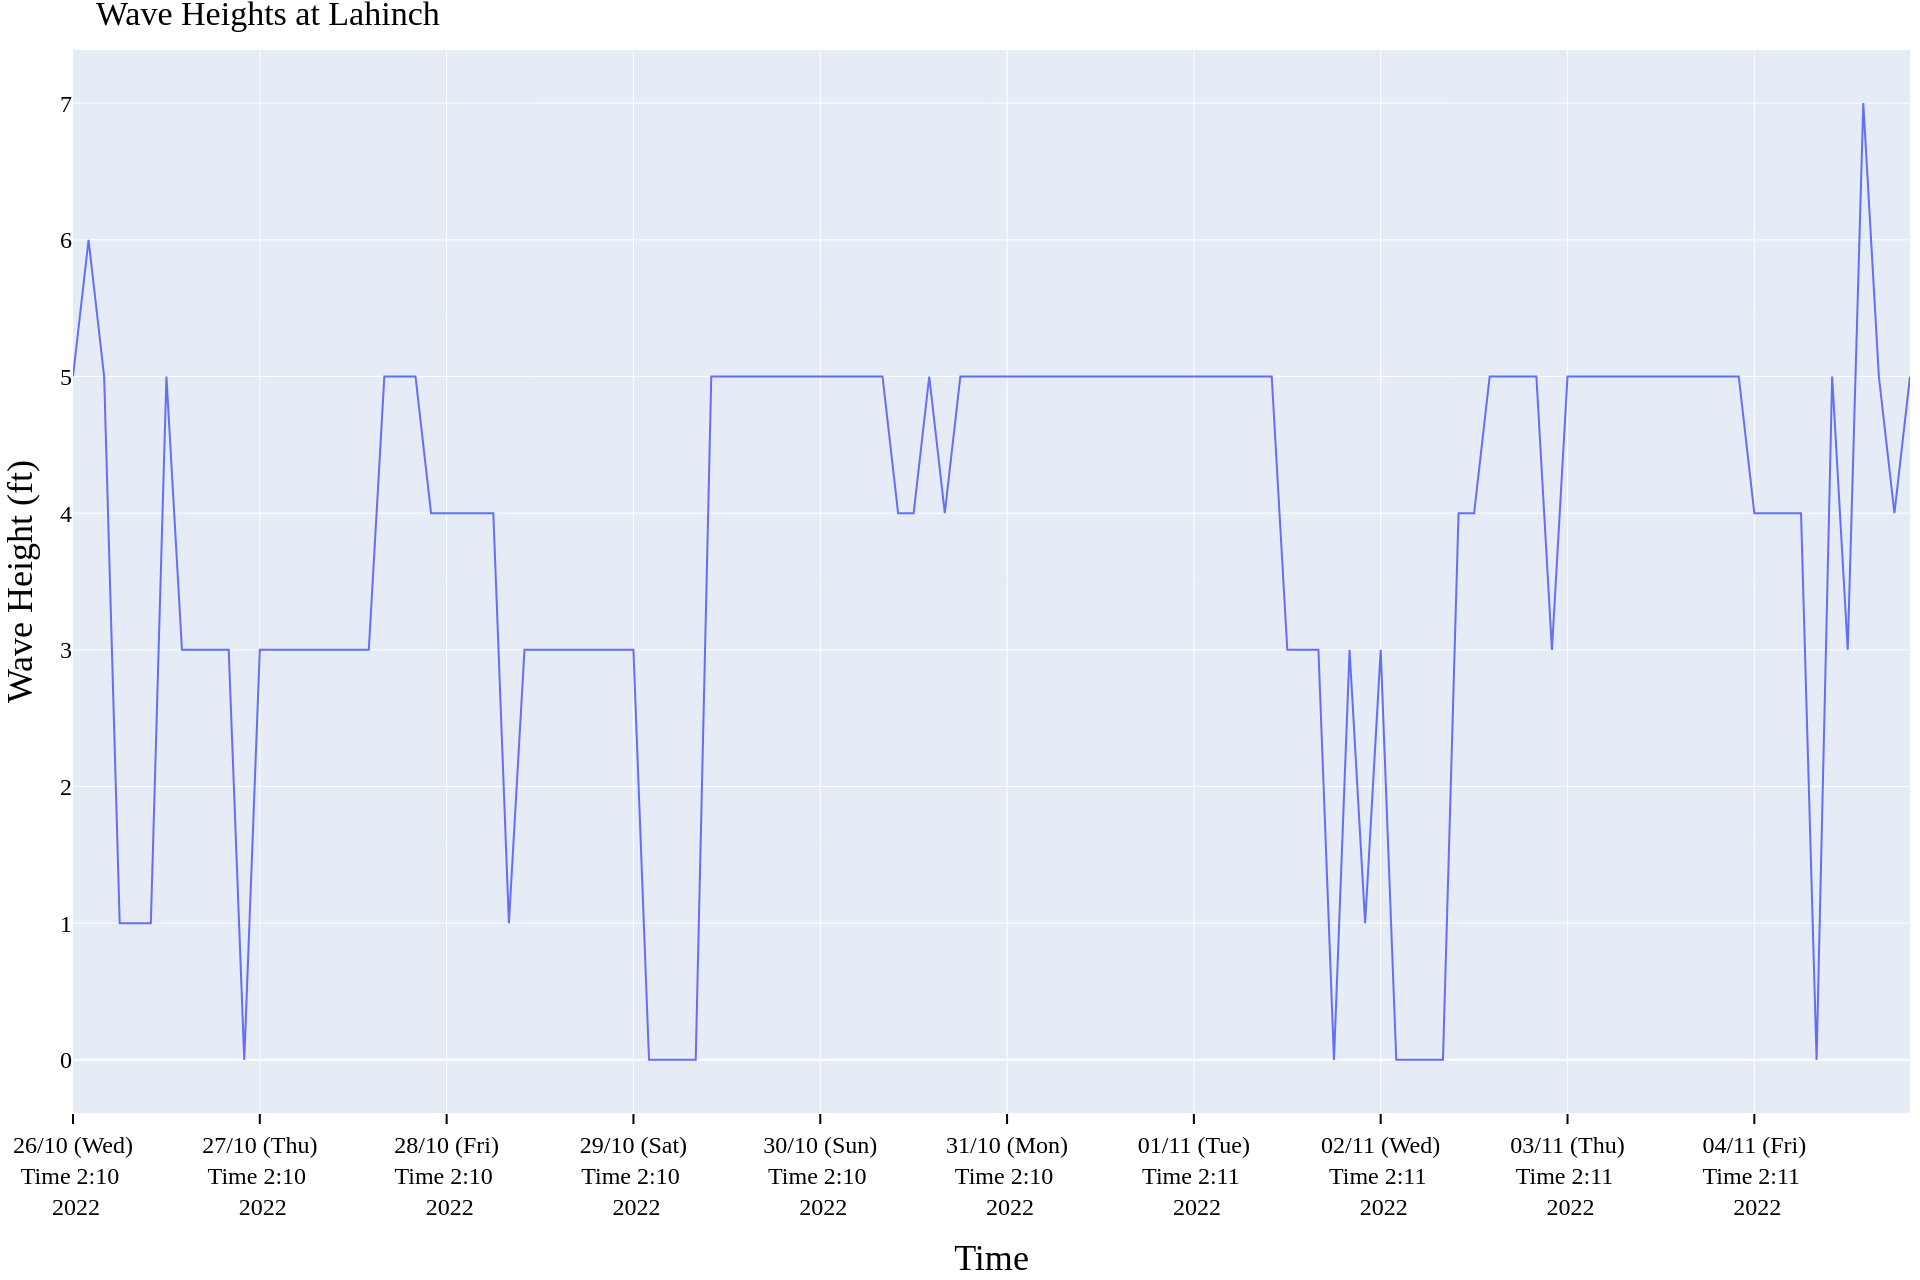 Wave Heights at Lahinch
7
6
5
4
3
2
1
0
Wave Height (ft)
26/10 (Wed) 27/10 (Thu) 28/10 (Fri) 29/10 (Sat) 30/10 (Sun) 31/10 (Mon) 01/11 (Tue) 02/11 (Wed) 03/11 (Thu) 04/11 (Fri)
Time 2:10 Time 2:10 Time 2:10 Time 2:10 Time 2:10 Time 2:10 Time 2:11 Time 2:11 Time 2:11 Time 2:11
2022 2022 2022 2022 2022 2022 2022 2022 2022 2022
Time